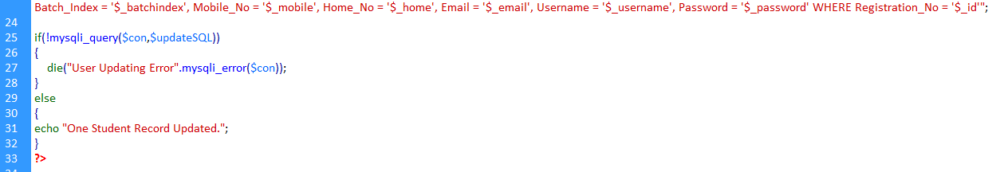 Batch_Index = '$_batchindex', Mobile_No = '$_mobile', Home_No = '$_home', Email = '$_email', Username = '$_username', Password = '$_password' WHERE Registration_No = '$_id'";
24
25 if(!mysqli_query($con,$updateSQL))
26 {
27 die("User Updating Error".mysqli_error($con));
28 }
29 else
30 {
31 echo "One Student Record Updated.";
32 }
33 ?>